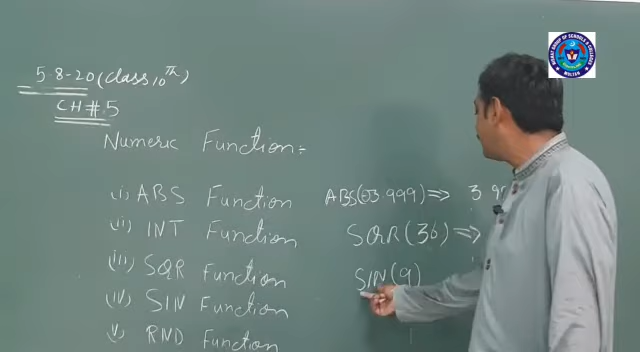 5-8-20 (class 10th)
CH# 5
Numeric Function:-
(i) ABS Function
ABS(-3.999) ⇒ 3
(ii) INT Function
SQR(36) ⇒
(iii) SQR Function
SIN(9)
(iv) SIN Function
(v) RND Function